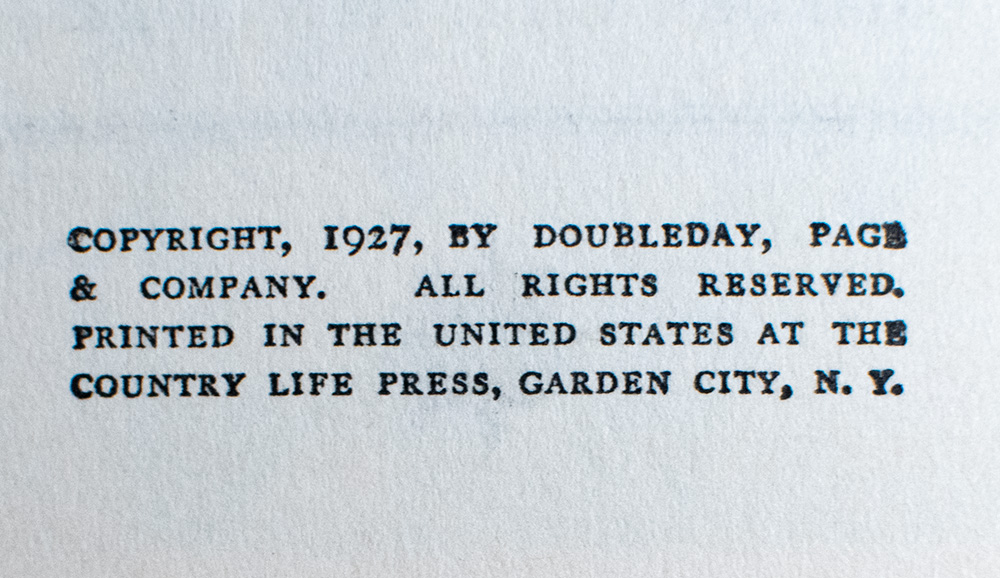 COPYRIGHT, 1927, BY DOUBLEDAY, PAGE
& COMPANY. ALL RIGHTS RESERVED.
PRINTED IN THE UNITED STATES AT THE
COUNTRY LIFE PRESS, GARDEN CITY, N. Y.